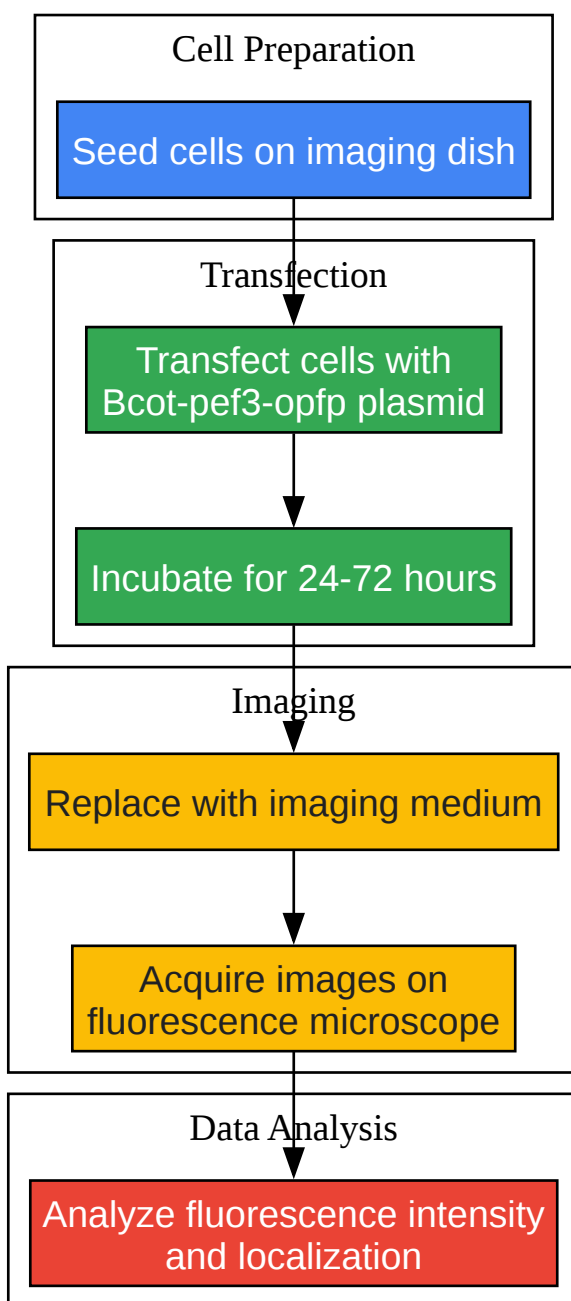 Cell Preparation
Seed cells on imaging dish
Transfection
Transfect cells with
Bcot-pef3-opfp plasmid
Incubate for 24-72 hours
Imaging
Replace with imaging medium
Acquire images on
fluorescence microscope
Data Analysis
Analyze fluorescence intensity
and localization